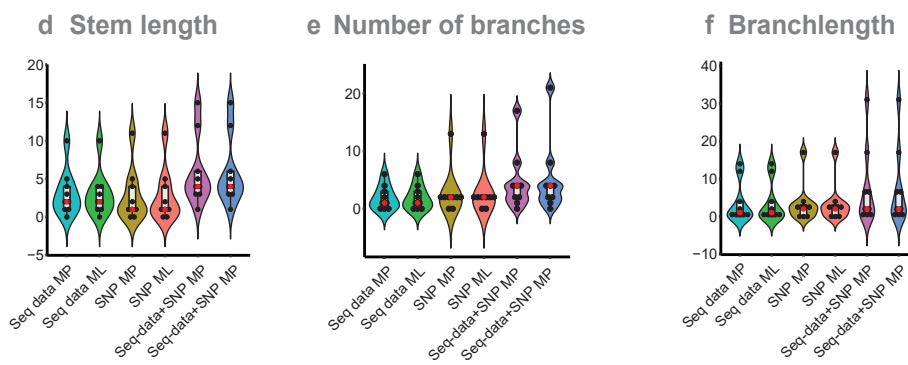 d Stem length
20
15
10
5
0
−5
Seq data MP
Seq data ML
SNP MP
SNP ML
Seq-data+SNP MP
Seq-data+SNP MP
e Number of branches
20
10
0
Seq data MP
Seq data ML
SNP MP
SNP ML
Seq-data+SNP MP
Seq-data+SNP MP
f Branchlength
40
30
20
10
0
−10
Seq data MP
Seq data ML
SNP MP
SNP ML
Seq-data+SNP MP
Seq-data+SNP MP